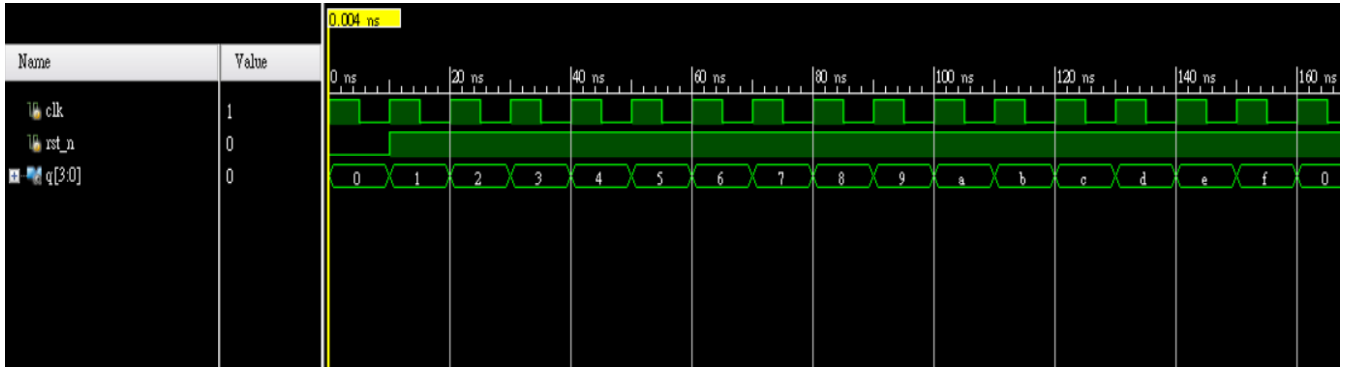 0.004 ns
Name Value
0 ns 20 ns 40 ns 60 ns 80 ns 100 ns 120 ns 140 ns 160 ns
clk 1
rst_n 0
q[3:0] 0 0 1 2 3 4 5 6 7 8 9 a b c d e f 0